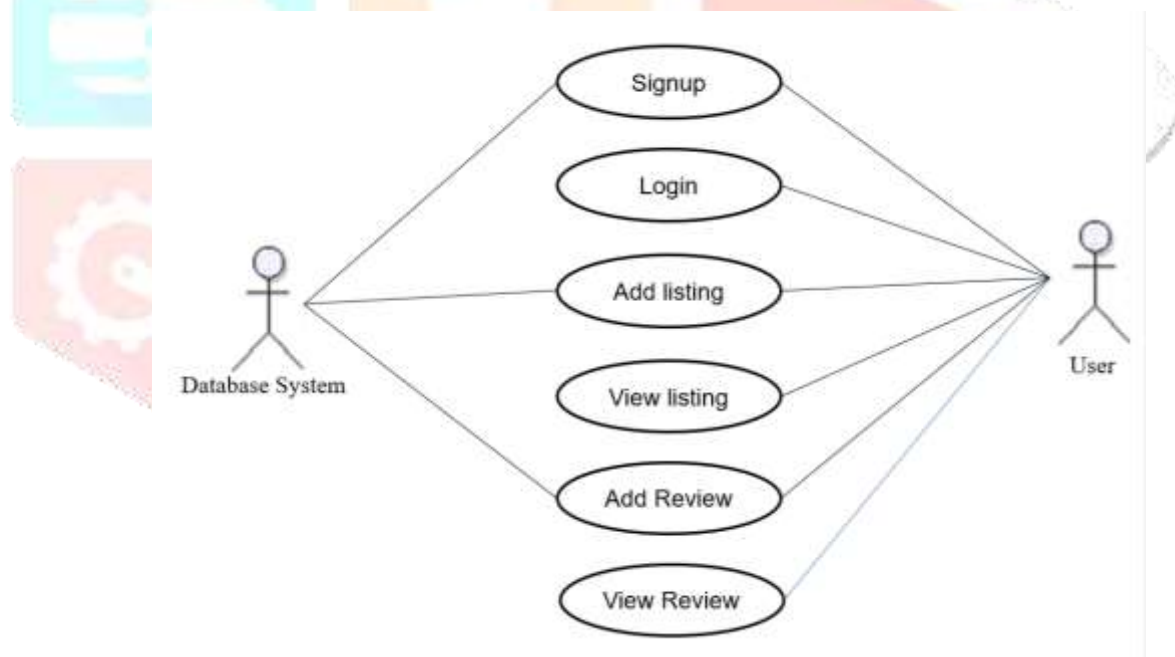 Signup
Login
Add listing
View listing
Add Review
View Review
Database System
User